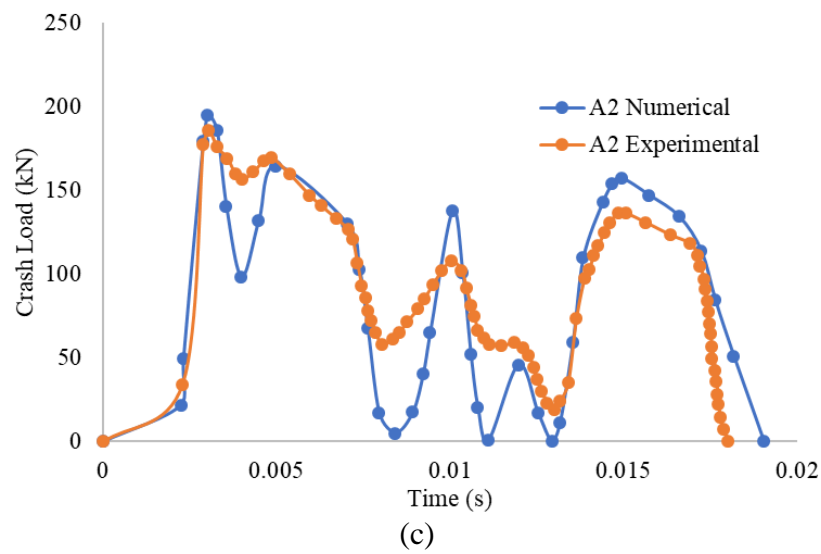 250
200
150
100
50
0
Crash Load (kN)
A2 Numerical
A2 Experimental
0 0.005 0.01 0.015 0.02
Time (s)
(c)